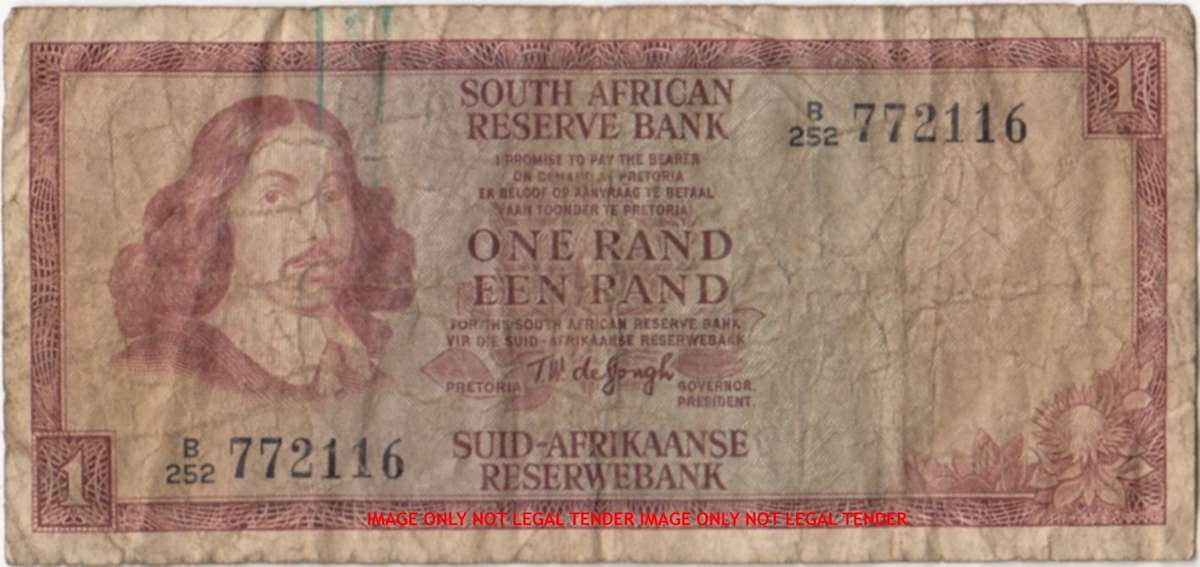 SOUTH AFRICAN
RESERVE BANK
B/252 772116
1
I PROMISE TO PAY THE BEARER
ON DEMAND AT PRETORIA
EK BELOOF OP AANVRAAG TE BETAAL
AAN TOONDER TE PRETORIA
ONE RAND
EEN RAND
FOR THE SOUTH AFRICAN RESERVE BANK
VIR DIE SUID-AFRIKAANSE RESERWEBANK
T.W. de Jongh
PRETORIA
GOVERNOR.
PRESIDENT.
1
B/252 772116
SUID-AFRIKAANSE
RESERWEBANK
IMAGE ONLY NOT LEGAL TENDER IMAGE ONLY NOT LEGAL TENDER